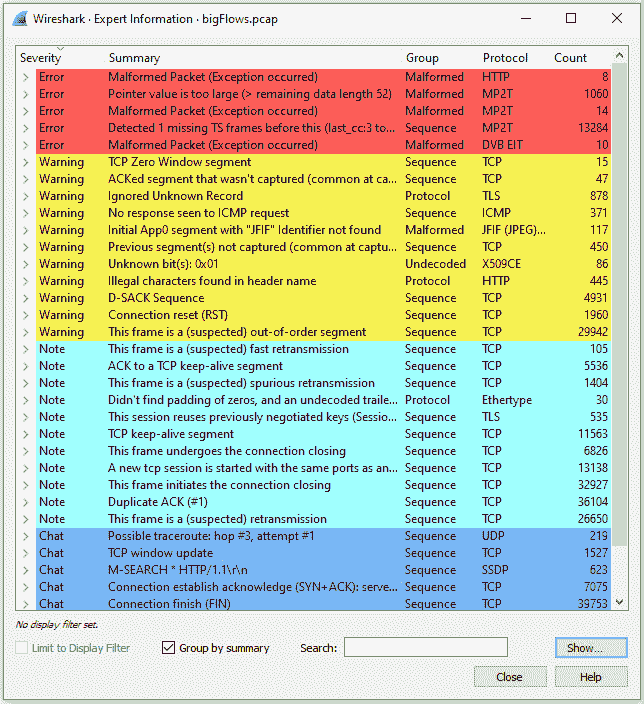 Wireshark · Expert Information · bigFlows.pcap
Severity Summary Group Protocol Count
Error Malformed Packet (Exception occurred) Malformed HTTP 8
Error Pointer value is too large (> remaining data length 52) Malformed MP2T 1060
Error Malformed Packet (Exception occurred) Malformed MP2T 14
Error Detected 1 missing TS frames before this (last_cc:3 to... Sequence MP2T 13284
Error Malformed Packet (Exception occurred) Malformed DVB EIT 10
Warning TCP Zero Window segment Sequence TCP 15
Warning ACKed segment that wasn't captured (common at ca... Sequence TCP 47
Warning Ignored Unknown Record Protocol TLS 878
Warning No response seen to ICMP request Sequence ICMP 371
Warning Initial App0 segment with "JFIF" Identifier not found Malformed JFIF (JPEG)... 117
Warning Previous segment(s) not captured (common at captu... Sequence TCP 450
Warning Unknown bit(s): 0x01 Undecoded X509CE 86
Warning Illegal characters found in header name Protocol HTTP 445
Warning D-SACK Sequence Sequence TCP 4931
Warning Connection reset (RST) Sequence TCP 1960
Warning This frame is a (suspected) out-of-order segment Sequence TCP 29942
Note This frame is a (suspected) fast retransmission Sequence TCP 105
Note ACK to a TCP keep-alive segment Sequence TCP 5536
Note This frame is a (suspected) spurious retransmission Sequence TCP 1404
Note Didn't find padding of zeros, and an undecoded traile... Protocol Ethertype 30
Note This session reuses previously negotiated keys (Sessio... Sequence TLS 535
Note TCP keep-alive segment Sequence TCP 11563
Note This frame undergoes the connection closing Sequence TCP 6826
Note A new tcp session is started with the same ports as an... Sequence TCP 13138
Note This frame initiates the connection closing Sequence TCP 32927
Note Duplicate ACK (#1) Sequence TCP 36104
Note This frame is a (suspected) retransmission Sequence TCP 26650
Chat Possible traceroute: hop #3, attempt #1 Sequence UDP 219
Chat TCP window update Sequence TCP 1527
Chat M-SEARCH * HTTP/1.1\r\n Sequence SSDP 623
Chat Connection establish acknowledge (SYN+ACK): serve... Sequence TCP 7075
Chat Connection finish (FIN) Sequence TCP 39753
No display filter set.
Limit to Display Filter Group by summary Search: Show...
Close Help